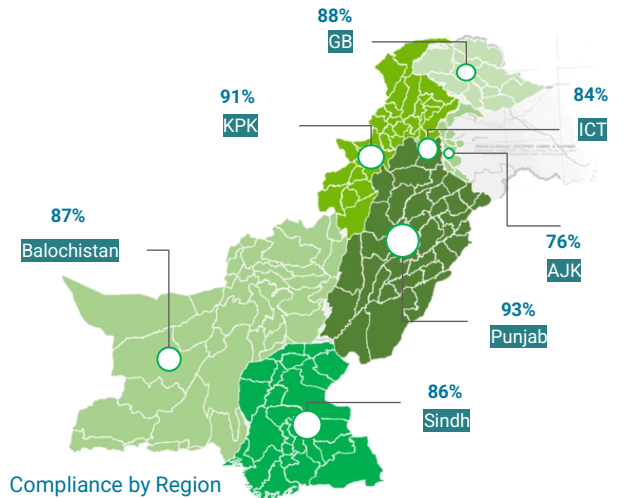 88%
GB
91%
KPK
84%
ICT
87%
Balochistan
76%
AJK
93%
Punjab
86%
Sindh
Compliance by Region